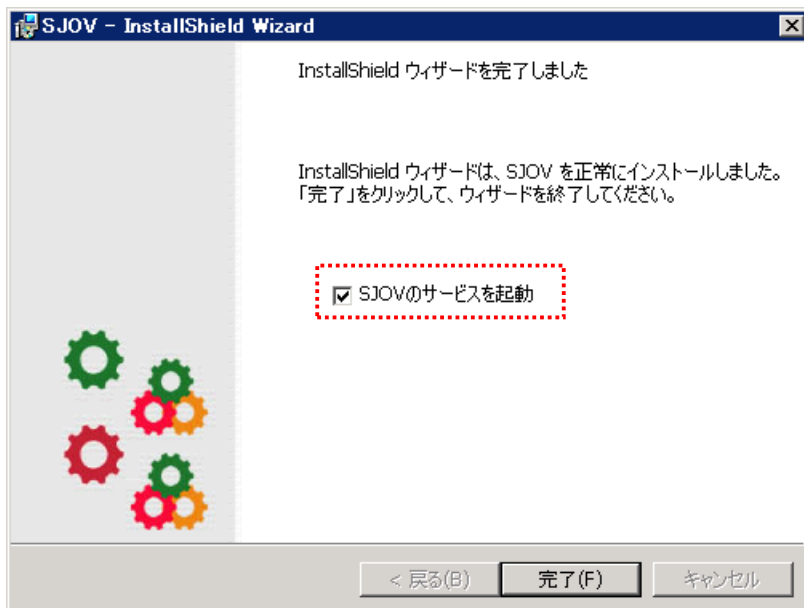 SJOV - InstallShield Wizard
InstallShield ウィザードを完了しました
InstallShield ウィザードは、SJOV を正常にインストールしました。
「完了」をクリックして、ウィザードを終了してください。
SJOVのサービスを起動
< 戻る(B)
完了(F)
キャンセル